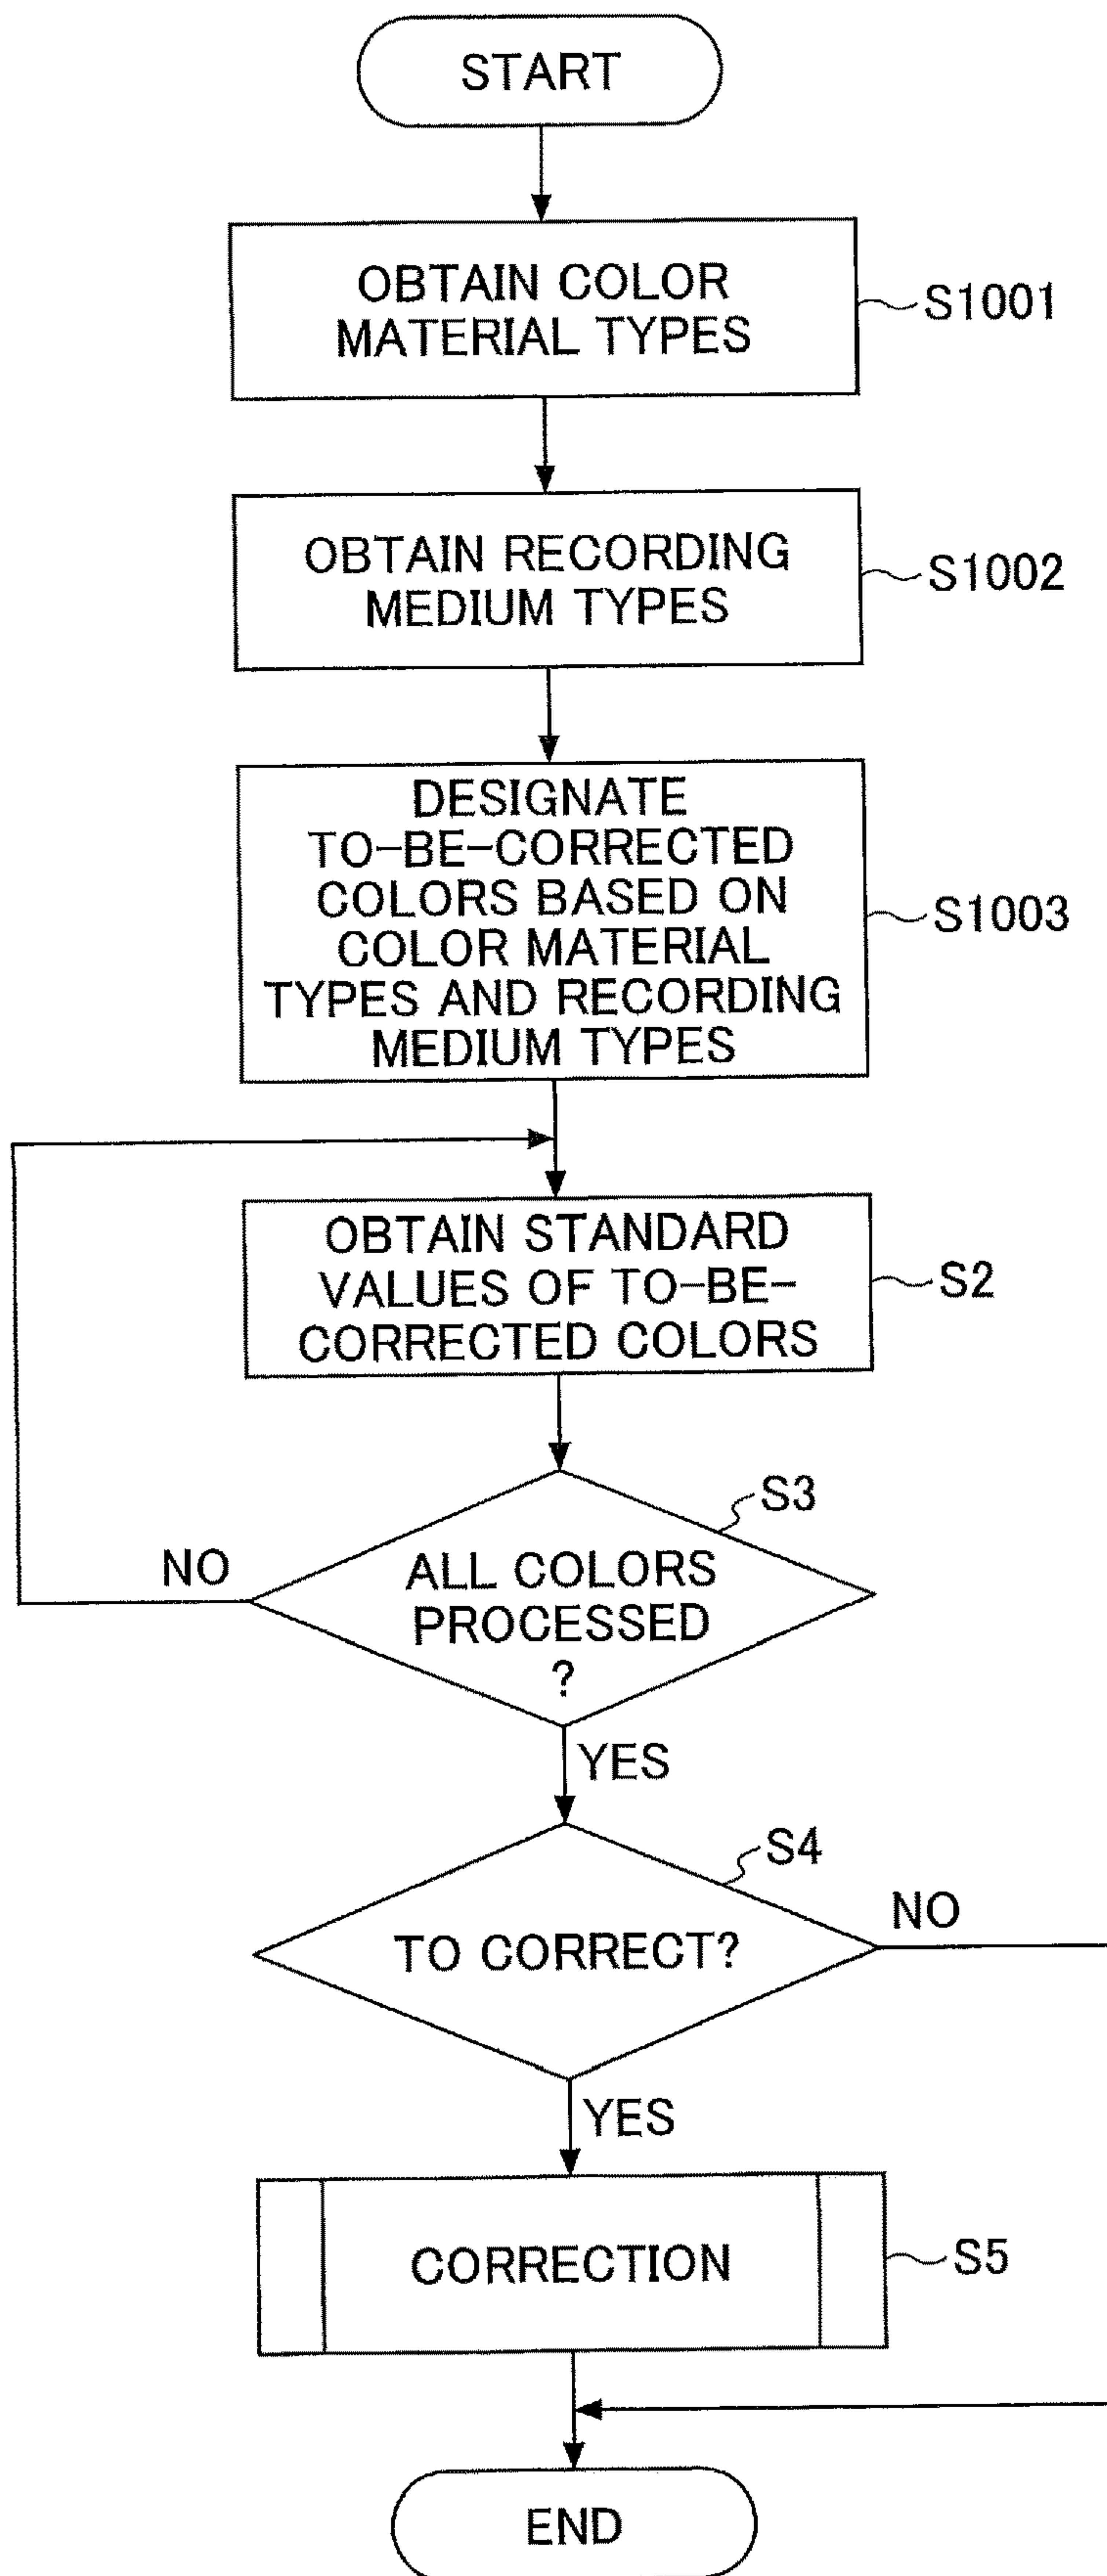 START
OBTAIN COLOR
MATERIAL TYPES
S1001
OBTAIN RECORDING
MEDIUM TYPES
S1002
DESIGNATE
TO-BE-CORRECTED
COLORS BASED ON
COLOR MATERIAL
TYPES AND RECORDING
MEDIUM TYPES
S1003
OBTAIN STANDARD
VALUES OF TO-BE-
CORRECTED COLORS
S2
S3
NO
ALL COLORS
PROCESSED
?
YES
S4
NO
TO CORRECT?
YES
CORRECTION
S5
END